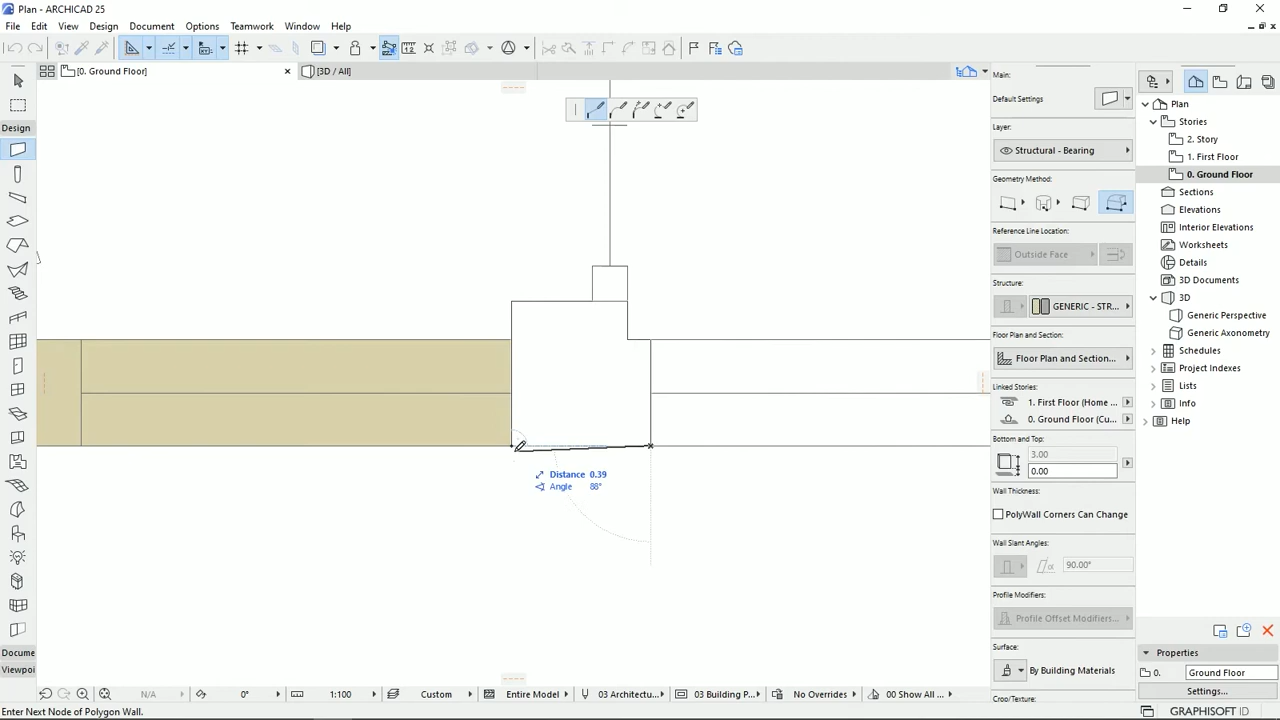 Plan - ARCHICAD 25
File Edit View Design Document Options Teamwork Window Help
[0. Ground Floor]
[3D / All]
Design
Docume
Viewpoi
Distance 0.39
Angle 88°
Main:
Default Settings
Layer:
Structural - Bearing
Geometry Method:
Reference Line Location:
Outside Face
Structure:
GENERIC - STR...
Floor Plan and Section:
Floor Plan and Section...
Linked Stories:
1. First Floor (Home ...
0. Ground Floor (Cu...
Bottom and Top:
3.00
0.00
Wall Thickness:
PolyWall Corners Can Change
Wall Slant Angles:
90.00°
Profile Modifiers:
Profile Offset Modifiers...
Surface:
By Building Materials
Crop/Texture:
Plan
Stories
2. Story
1. First Floor
0. Ground Floor
Sections
Elevations
Interior Elevations
Worksheets
Details
3D Documents
3D
Generic Perspective
Generic Axonometry
Schedules
Project Indexes
Lists
Info
Help
Properties
0. Ground Floor
Settings...
N/A 0° 1:100 Custom Entire Model 03 Architectu... 03 Building P... No Overrides 00 Show All ...
Enter Next Node of Polygon Wall.
GRAPHISOFT ID